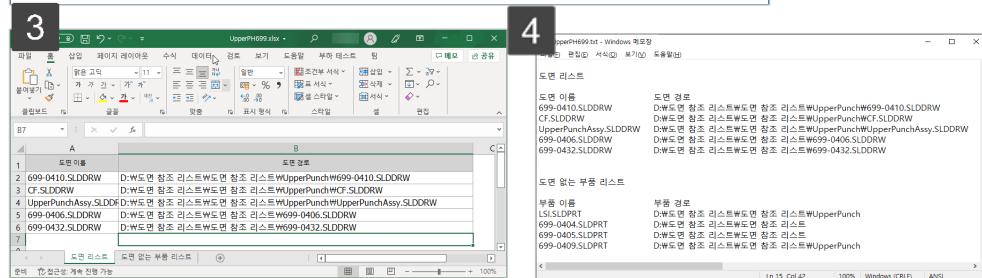 3
UpperPH699.xlsx
파일 홈 삽입 페이지 레이아웃 수식 데이터 검토 보기 도움말 부하 테스트 팀 메모 공유
붙여넣기 맑은 고딕 11 가 가 가 일반 조건부 서식 표 서식 셀 스타일 삽입 삭제 서식
클립보드 글꼴 맞춤 표시 형식 스타일 셀 편집
B7 fx
A B C
1 도면 이름 도면 경로
2 699-0410.SLDDRW D:₩도면 참조 리스트₩도면 참조 리스트₩UpperPunch₩699-0410.SLDDRW
3 CF.SLDDRW D:₩도면 참조 리스트₩도면 참조 리스트₩UpperPunch₩CF.SLDDRW
4 UpperPunchAssy.SLDDR D:₩도면 참조 리스트₩도면 참조 리스트₩UpperPunch₩UpperPunchAssy.SLDDRW
5 699-0406.SLDDRW D:₩도면 참조 리스트₩도면 참조 리스트₩699-0406.SLDDRW
6 699-0432.SLDDRW D:₩도면 참조 리스트₩도면 참조 리스트₩699-0432.SLDDRW
7
도면 리스트 도면 없는 부품 리스트
준비 접근성: 계속 진행 가능 100%
4
UpperPH699.txt - Windows 메모장
편집(E) 서식(O) 보기(V) 도움말(H)
도면 리스트
도면 이름 도면 경로
699-0410.SLDDRW D:₩도면 참조 리스트₩도면 참조 리스트₩UpperPunch₩699-0410.SLDDRW
CF.SLDDRW D:₩도면 참조 리스트₩도면 참조 리스트₩UpperPunch₩CF.SLDDRW
UpperPunchAssy.SLDDRW D:₩도면 참조 리스트₩도면 참조 리스트₩UpperPunch₩UpperPunchAssy.SLDDRW
699-0406.SLDDRW D:₩도면 참조 리스트₩도면 참조 리스트₩699-0406.SLDDRW
699-0432.SLDDRW D:₩도면 참조 리스트₩도면 참조 리스트₩699-0432.SLDDRW
도면 없는 부품 리스트
부품 이름 부품 경로
LSI.SLDPRT D:₩도면 참조 리스트₩도면 참조 리스트₩UpperPunch
699-0404.SLDPRT D:₩도면 참조 리스트₩도면 참조 리스트
699-0405.SLDPRT D:₩도면 참조 리스트₩도면 참조 리스트
699-0409.SLDPRT D:₩도면 참조 리스트₩도면 참조 리스트₩UpperPunch
Ln 15, Col 42 100% Windows (CRLF) ANSI